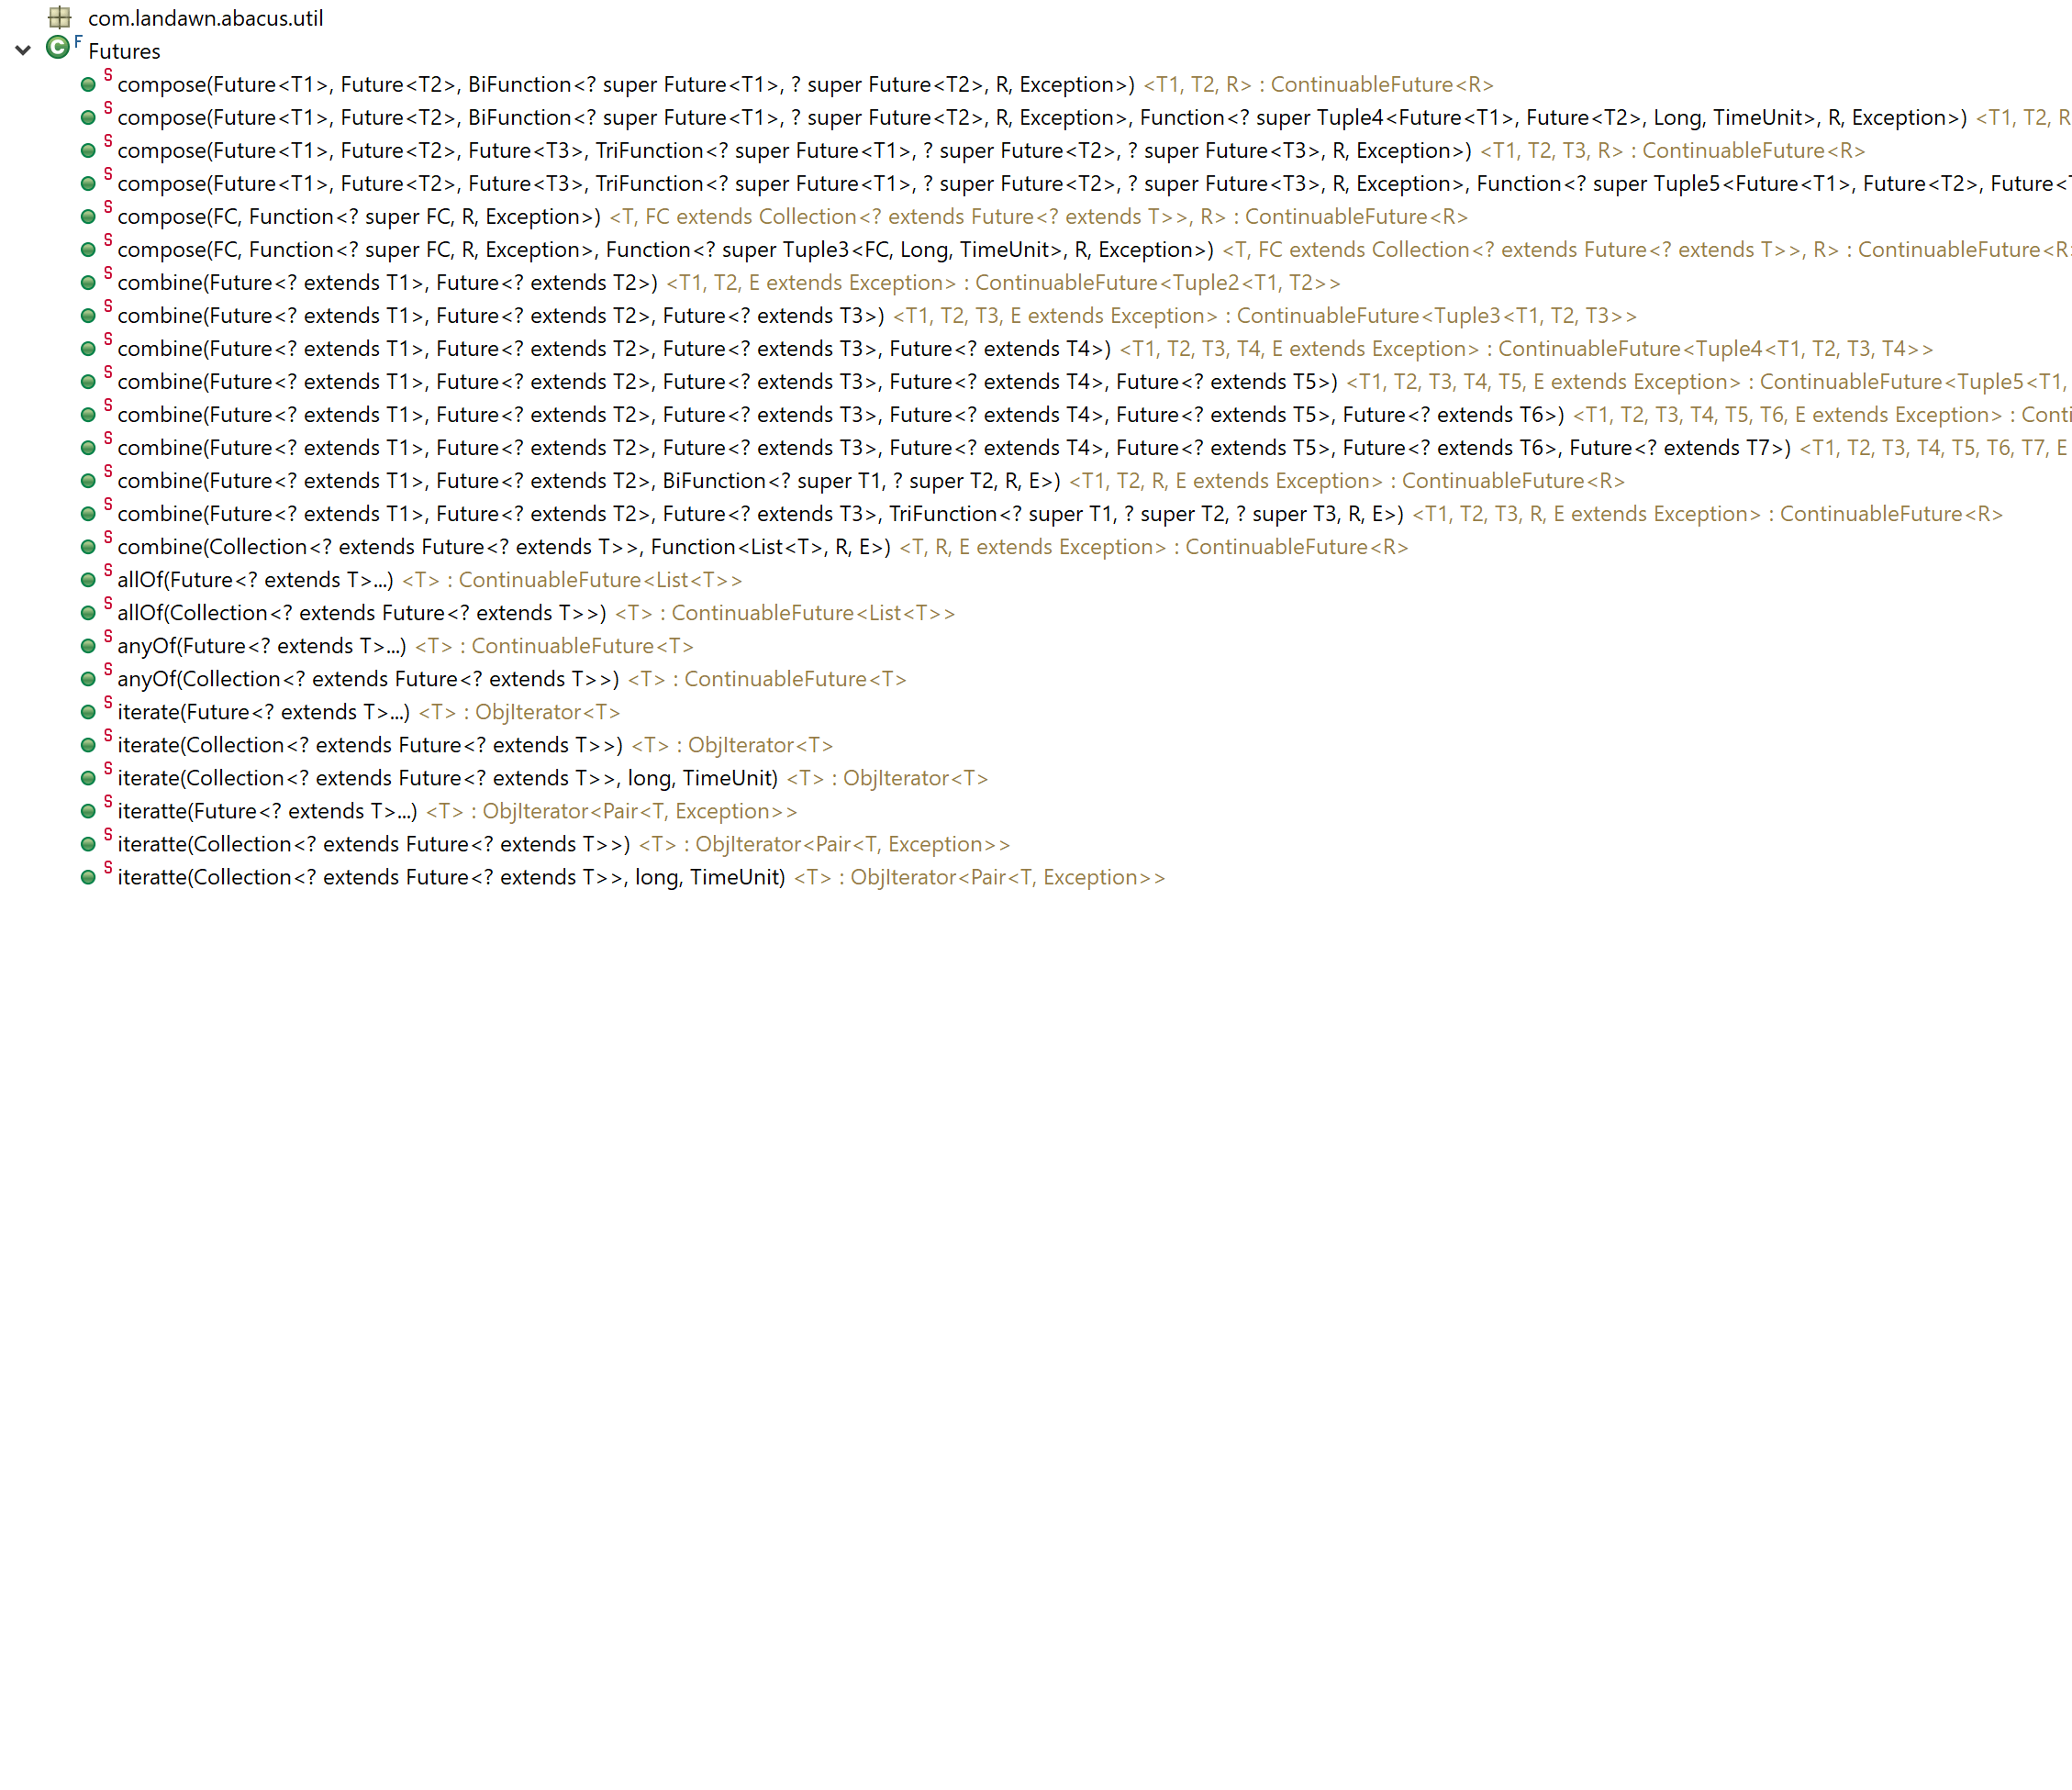 com.landawn.abacus.util
F Futures
S compose(Future<T1>, Future<T2>, BiFunction<? super Future<T1>, ? super Future<T2>, R, Exception>) <T1, T2, R> : ContinuableFuture<R>
S compose(Future<T1>, Future<T2>, BiFunction<? super Future<T1>, ? super Future<T2>, R, Exception>, Function<? super Tuple4<Future<T1>, Future<T2>, Long, TimeUnit>, R, Exception>) <T1, T2, R
S compose(Future<T1>, Future<T2>, Future<T3>, TriFunction<? super Future<T1>, ? super Future<T2>, ? super Future<T3>, R, Exception>) <T1, T2, T3, R> : ContinuableFuture<R>
S compose(Future<T1>, Future<T2>, Future<T3>, TriFunction<? super Future<T1>, ? super Future<T2>, ? super Future<T3>, R, Exception>, Function<? super Tuple5<Future<T1>, Future<T2>, Future<
S compose(FC, Function<? super FC, R, Exception>) <T, FC extends Collection<? extends Future<? extends T>>, R> : ContinuableFuture<R>
S compose(FC, Function<? super FC, R, Exception>, Function<? super Tuple3<FC, Long, TimeUnit>, R, Exception>) <T, FC extends Collection<? extends Future<? extends T>>, R> : ContinuableFuture<R
S combine(Future<? extends T1>, Future<? extends T2>) <T1, T2, E extends Exception> : ContinuableFuture<Tuple2<T1, T2>>
S combine(Future<? extends T1>, Future<? extends T2>, Future<? extends T3>) <T1, T2, T3, E extends Exception> : ContinuableFuture<Tuple3<T1, T2, T3>>
S combine(Future<? extends T1>, Future<? extends T2>, Future<? extends T3>, Future<? extends T4>) <T1, T2, T3, T4, E extends Exception> : ContinuableFuture<Tuple4<T1, T2, T3, T4>>
S combine(Future<? extends T1>, Future<? extends T2>, Future<? extends T3>, Future<? extends T4>, Future<? extends T5>) <T1, T2, T3, T4, T5, E extends Exception> : ContinuableFuture<Tuple5<T1,
S combine(Future<? extends T1>, Future<? extends T2>, Future<? extends T3>, Future<? extends T4>, Future<? extends T5>, Future<? extends T6>) <T1, T2, T3, T4, T5, T6, E extends Exception> : Conti
S combine(Future<? extends T1>, Future<? extends T2>, Future<? extends T3>, Future<? extends T4>, Future<? extends T5>, Future<? extends T6>, Future<? extends T7>) <T1, T2, T3, T4, T5, T6, T7, E
S combine(Future<? extends T1>, Future<? extends T2>, BiFunction<? super T1, ? super T2, R, E>) <T1, T2, R, E extends Exception> : ContinuableFuture<R>
S combine(Future<? extends T1>, Future<? extends T2>, Future<? extends T3>, TriFunction<? super T1, ? super T2, ? super T3, R, E>) <T1, T2, T3, R, E extends Exception> : ContinuableFuture<R>
S combine(Collection<? extends Future<? extends T>>, Function<List<T>, R, E>) <T, R, E extends Exception> : ContinuableFuture<R>
S allOf(Future<? extends T>...) <T> : ContinuableFuture<List<T>>
S allOf(Collection<? extends Future<? extends T>>) <T> : ContinuableFuture<List<T>>
S anyOf(Future<? extends T>...) <T> : ContinuableFuture<T>
S anyOf(Collection<? extends Future<? extends T>>) <T> : ContinuableFuture<T>
S iterate(Future<? extends T>...) <T> : ObjIterator<T>
S iterate(Collection<? extends Future<? extends T>>) <T> : ObjIterator<T>
S iterate(Collection<? extends Future<? extends T>>, long, TimeUnit) <T> : ObjIterator<T>
S iteratte(Future<? extends T>...) <T> : ObjIterator<Pair<T, Exception>>
S iteratte(Collection<? extends Future<? extends T>>) <T> : ObjIterator<Pair<T, Exception>>
S iteratte(Collection<? extends Future<? extends T>>, long, TimeUnit) <T> : ObjIterator<Pair<T, Exception>>